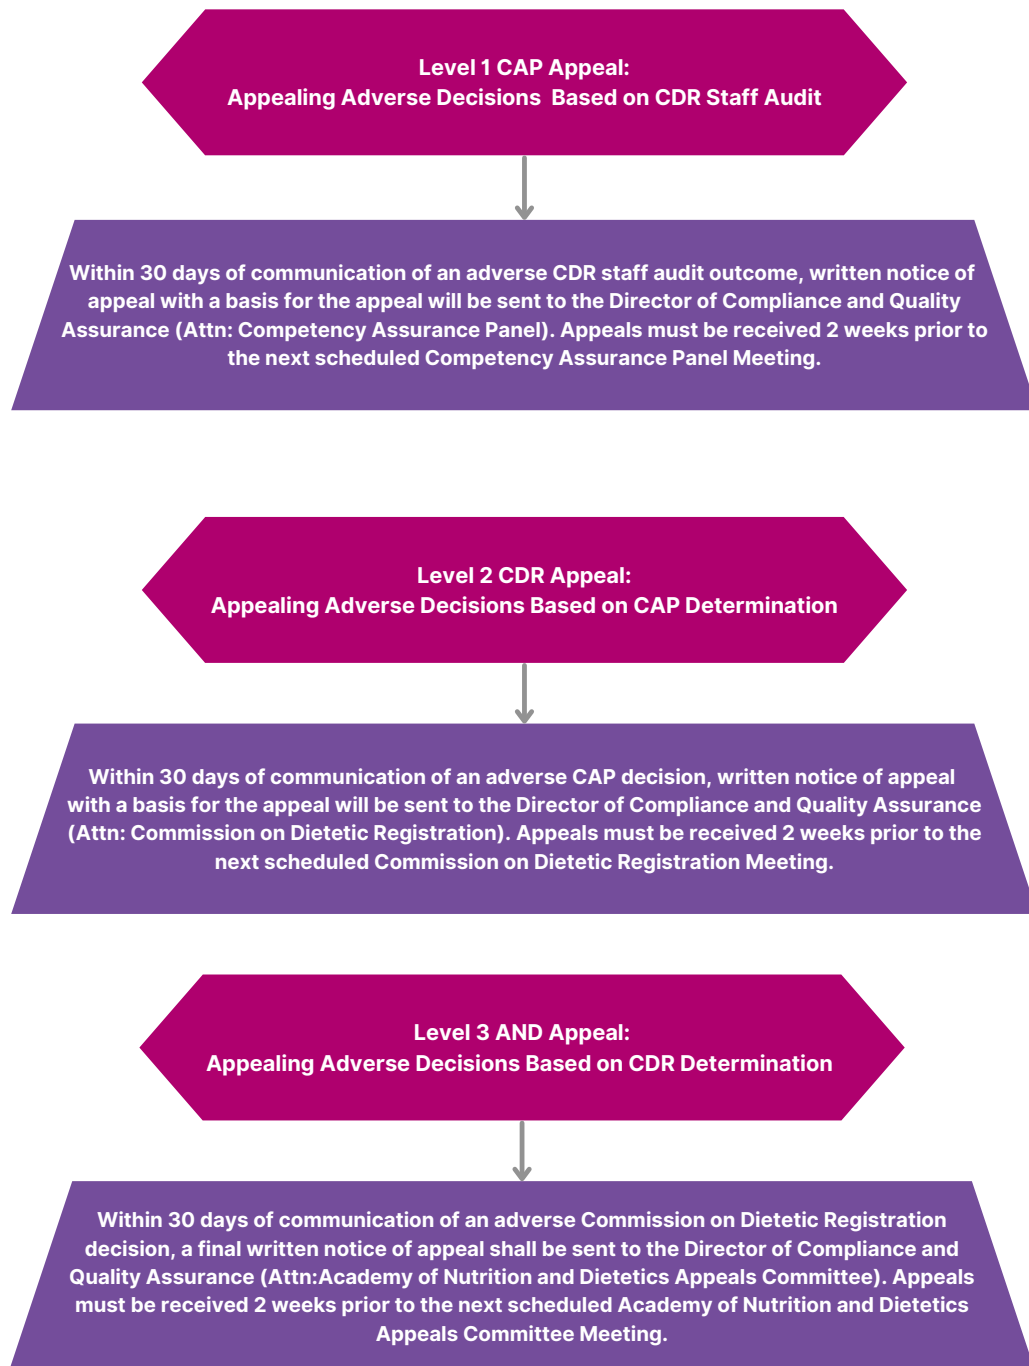 Level 1 CAP Appeal:
Appealing Adverse Decisions  Based on CDR Staff Audit
Within 30 days of communication of an adverse CDR staff audit outcome, written notice of
appeal with a basis for the appeal will be sent to the Director of Compliance and Quality
Assurance (Attn: Competency Assurance Panel). Appeals must be received 2 weeks prior to
the next scheduled Competency Assurance Panel Meeting.
Level 2 CDR Appeal:
Appealing Adverse Decisions Based on CAP Determination
Within 30 days of communication of an adverse CAP decision, written notice of appeal
with a basis for the appeal will be sent to the Director of Compliance and Quality Assurance
(Attn: Commission on Dietetic Registration). Appeals must be received 2 weeks prior to the
next scheduled Commission on Dietetic Registration Meeting.
Level 3 AND Appeal:
Appealing Adverse Decisions Based on CDR Determination
Within 30 days of communication of an adverse Commission on Dietetic Registration
decision, a final written notice of appeal shall be sent to the Director of Compliance and
Quality Assurance (Attn:Academy of Nutrition and Dietetics Appeals Committee). Appeals
must be received 2 weeks prior to the next scheduled Academy of Nutrition and Dietetics
Appeals Committee Meeting.